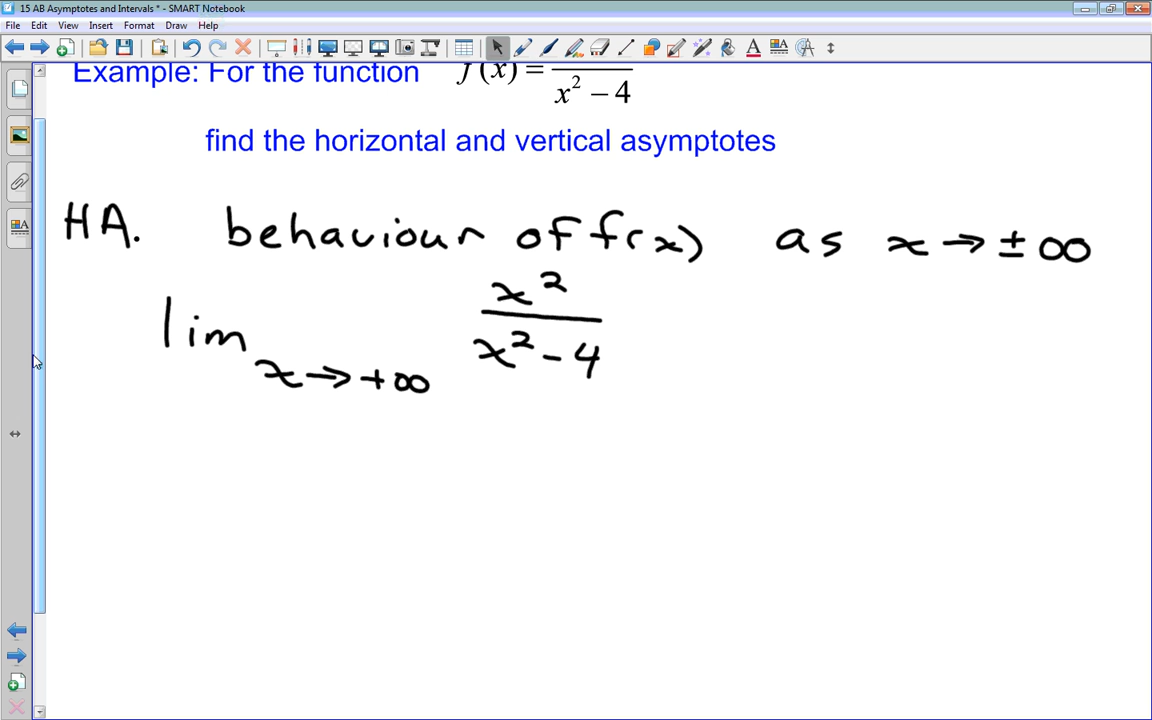 15 AB Asymptotes and Intervals * - SMART Notebook
File Edit View Insert Format Draw Help
Example: For the function f(x) =
x² − 4
find the horizontal and vertical asymptotes
HA. behaviour of f(x) as x → ± ∞
x²
lim
x² - 4
x → +∞